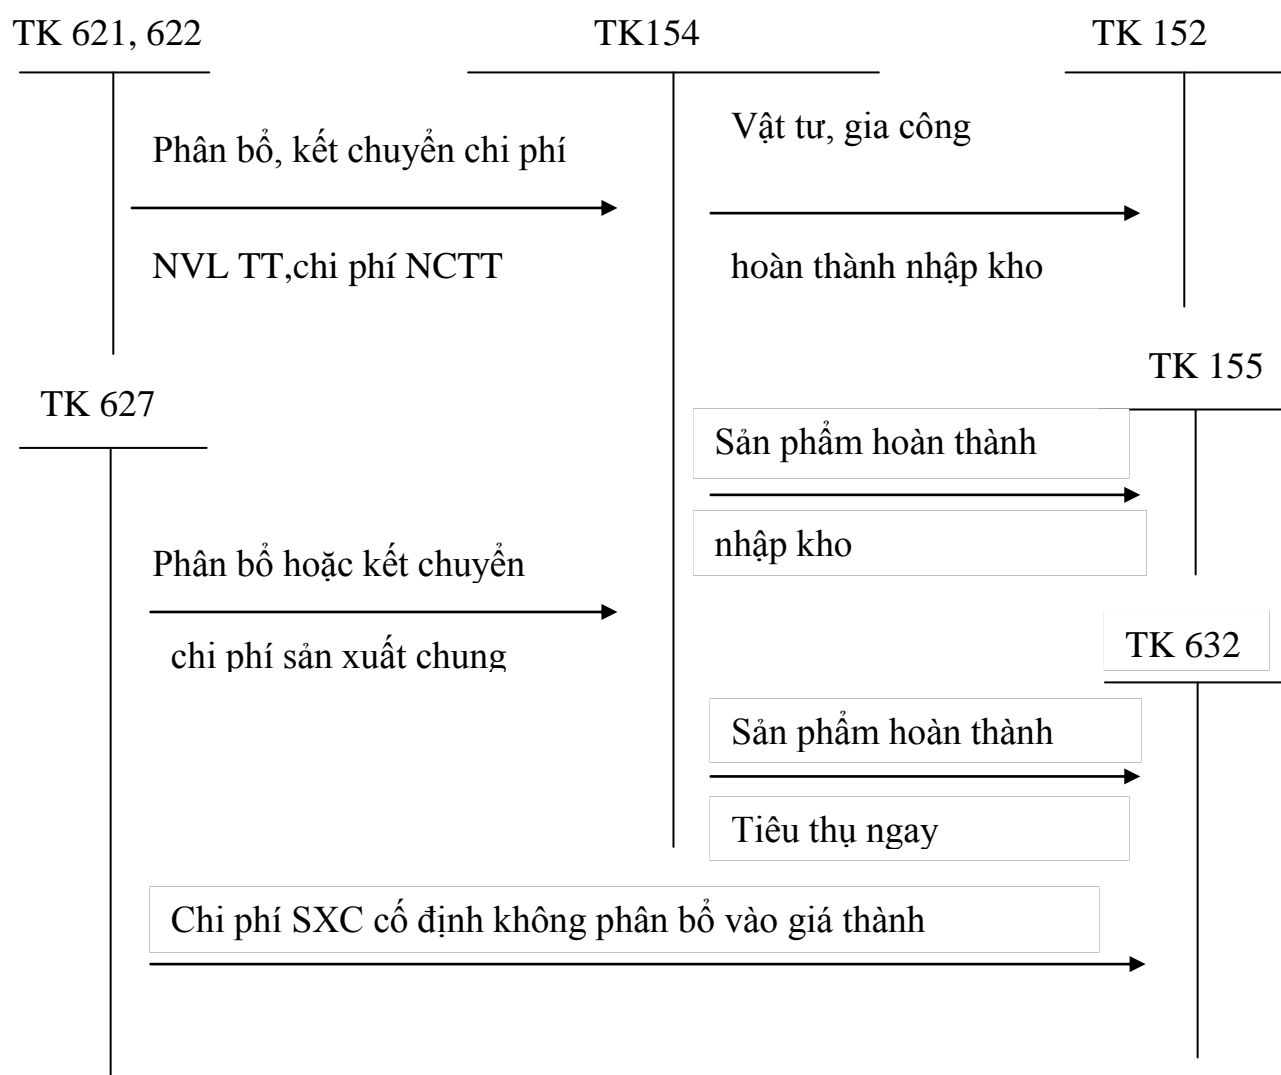 TK 621, 622
TK154
TK 152
Phân bổ, kết chuyển chi phí
NVL TT,chi phí NCTT
Vật tư, gia công
hoàn thành nhập kho
TK 155
TK 627
Sản phẩm hoàn thành
nhập kho
Phân bổ hoặc kết chuyển
chi phí sản xuất chung
TK 632
Sản phẩm hoàn thành
Tiêu thụ ngay
Chi phí SXC cố định không phân bổ vào giá thành